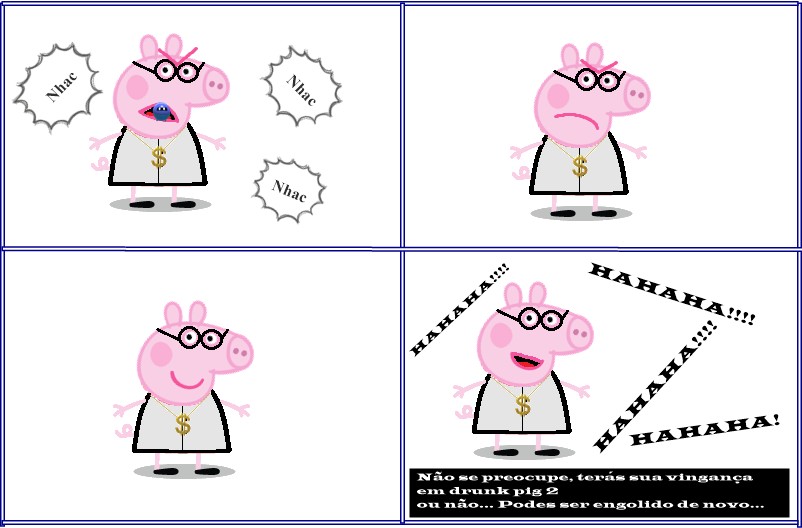 Nhac
Nhac
Nhac
$
$
$
$
HAHAHA!!!!
HAHAHA!!!!
HAHAHA!!!!
HAHAHA!
Não se preocupe, terás sua vingança
em drunk pig 2
ou não... Podes ser engolido de novo...